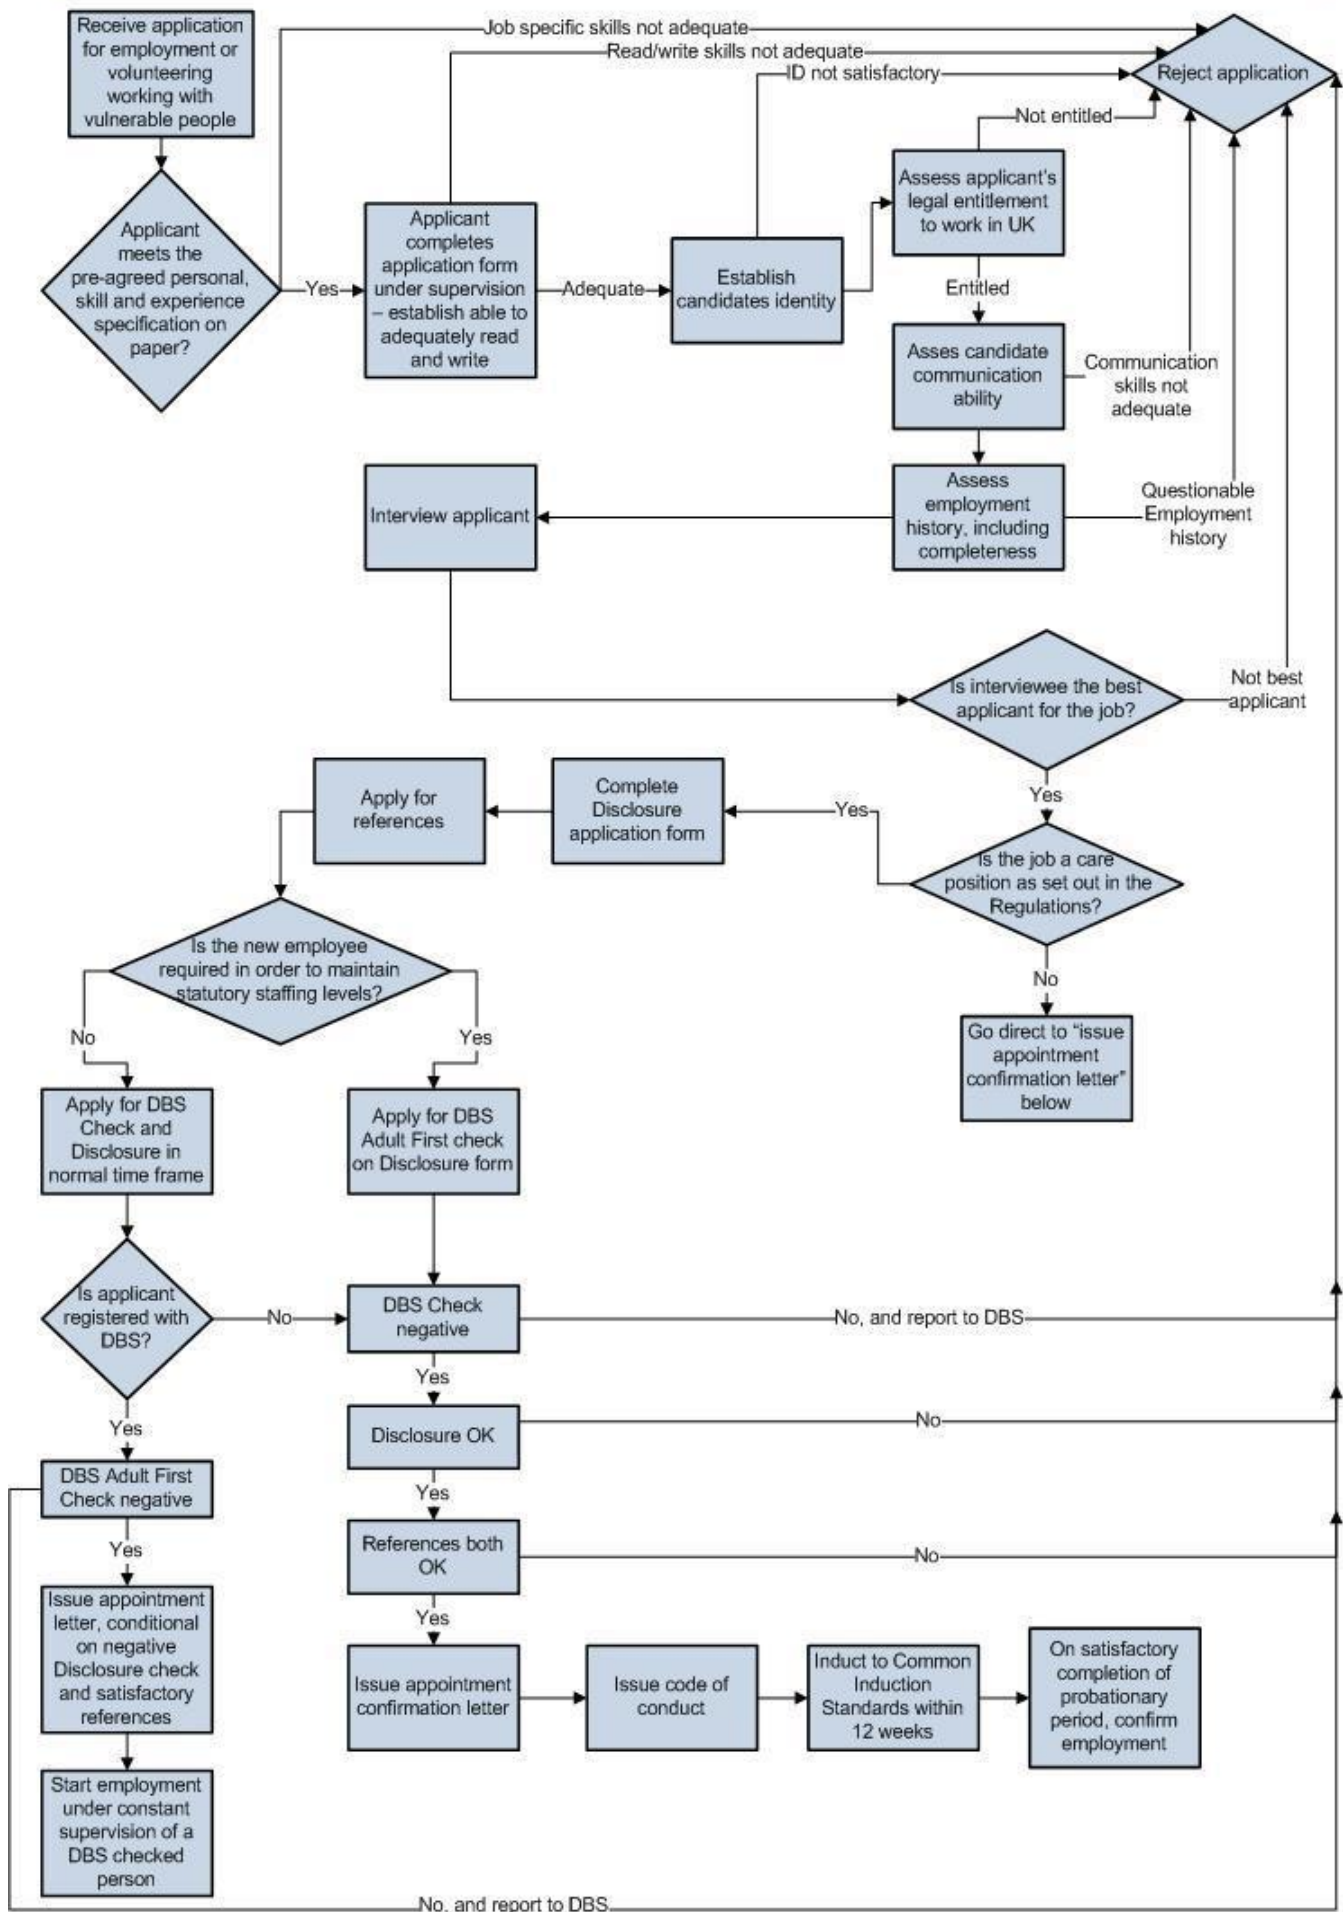 Receive application
for employment or
volunteering
working with
vulnerable people
Job specific skills not adequate
Read/write skills not adequate
ID not satisfactory
Reject application
Not entitled
Applicant
meets the
pre-agreed personal,
skill and experience
specification on
paper?
Yes
Applicant
completes
application form
under supervision
– establish able to
adequately read
and write
Adequate
Establish
candidates identity
Assess applicant's
legal entitlement
to work in UK
Entitled
Asses candidate
communication
ability
Communication
skills not
adequate
Assess
employment
history, including
completeness
Questionable
Employment
history
Interview applicant
Is interviewee the best
applicant for the job?
Not best
applicant
Yes
Is the job a care
position as set out in the
Regulations?
Yes
Complete
Disclosure
application form
Apply for
references
No
Go direct to “issue
appointment
confirmation letter”
below
Is the new employee
required in order to maintain
statutory staffing levels?
No
Yes
Apply for DBS
Check and
Disclosure in
normal time frame
Apply for DBS
Adult First check
on Disclosure form
Is applicant
registered with
DBS?
No
DBS Check
negative
No, and report to DBS
Yes
Yes
Disclosure OK
No
DBS Adult First
Check negative
Yes
Yes
References both
OK
No
Issue appointment
letter, conditional
on negative
Disclosure check
and satisfactory
references
Yes
Issue appointment
confirmation letter
Issue code of
conduct
Induct to Common
Induction
Standards within
12 weeks
On satisfactory
completion of
probationary
period, confirm
employment
Start employment
under constant
supervision of a
DBS checked
person
No, and report to DBS